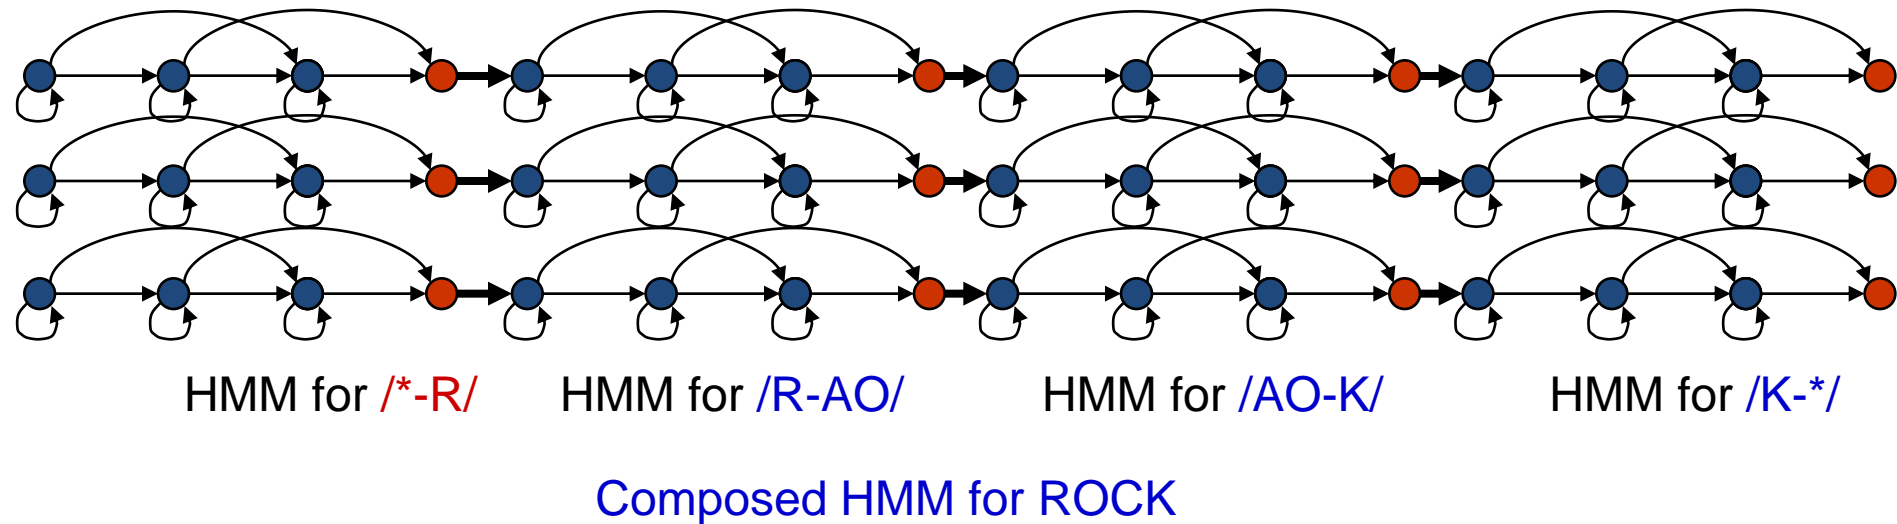 HMM for /*-R/ HMM for /R-AO/ HMM for /AO-K/ HMM for /K-*/
Composed HMM for ROCK